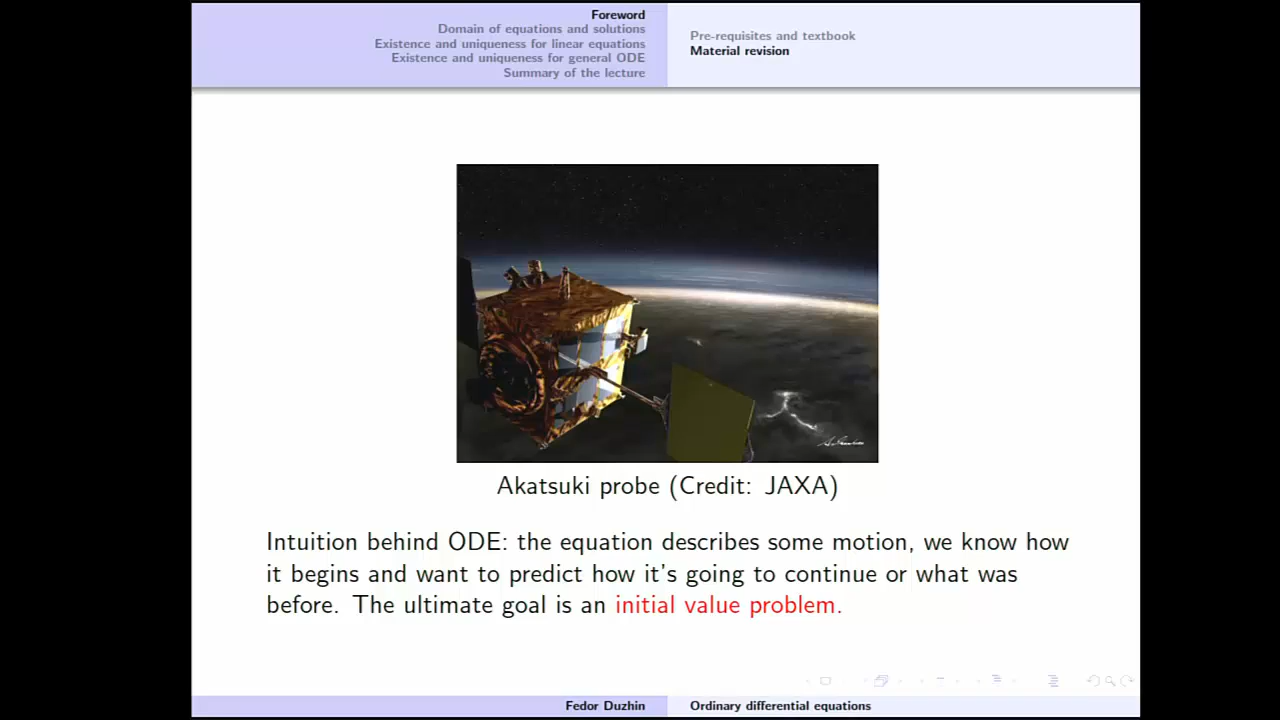 Foreword
Domain of equations and solutions
Existence and uniqueness for linear equations
Existence and uniqueness for general ODE
Summary of the lecture
Pre-requisites and textbook
Material revision
Akatsuki probe (Credit: JAXA)
Intuition behind ODE: the equation describes some motion, we know how
it begins and want to predict how it's going to continue or what was
before. The ultimate goal is an initial value problem.
Fedor Duzhin
Ordinary differential equations